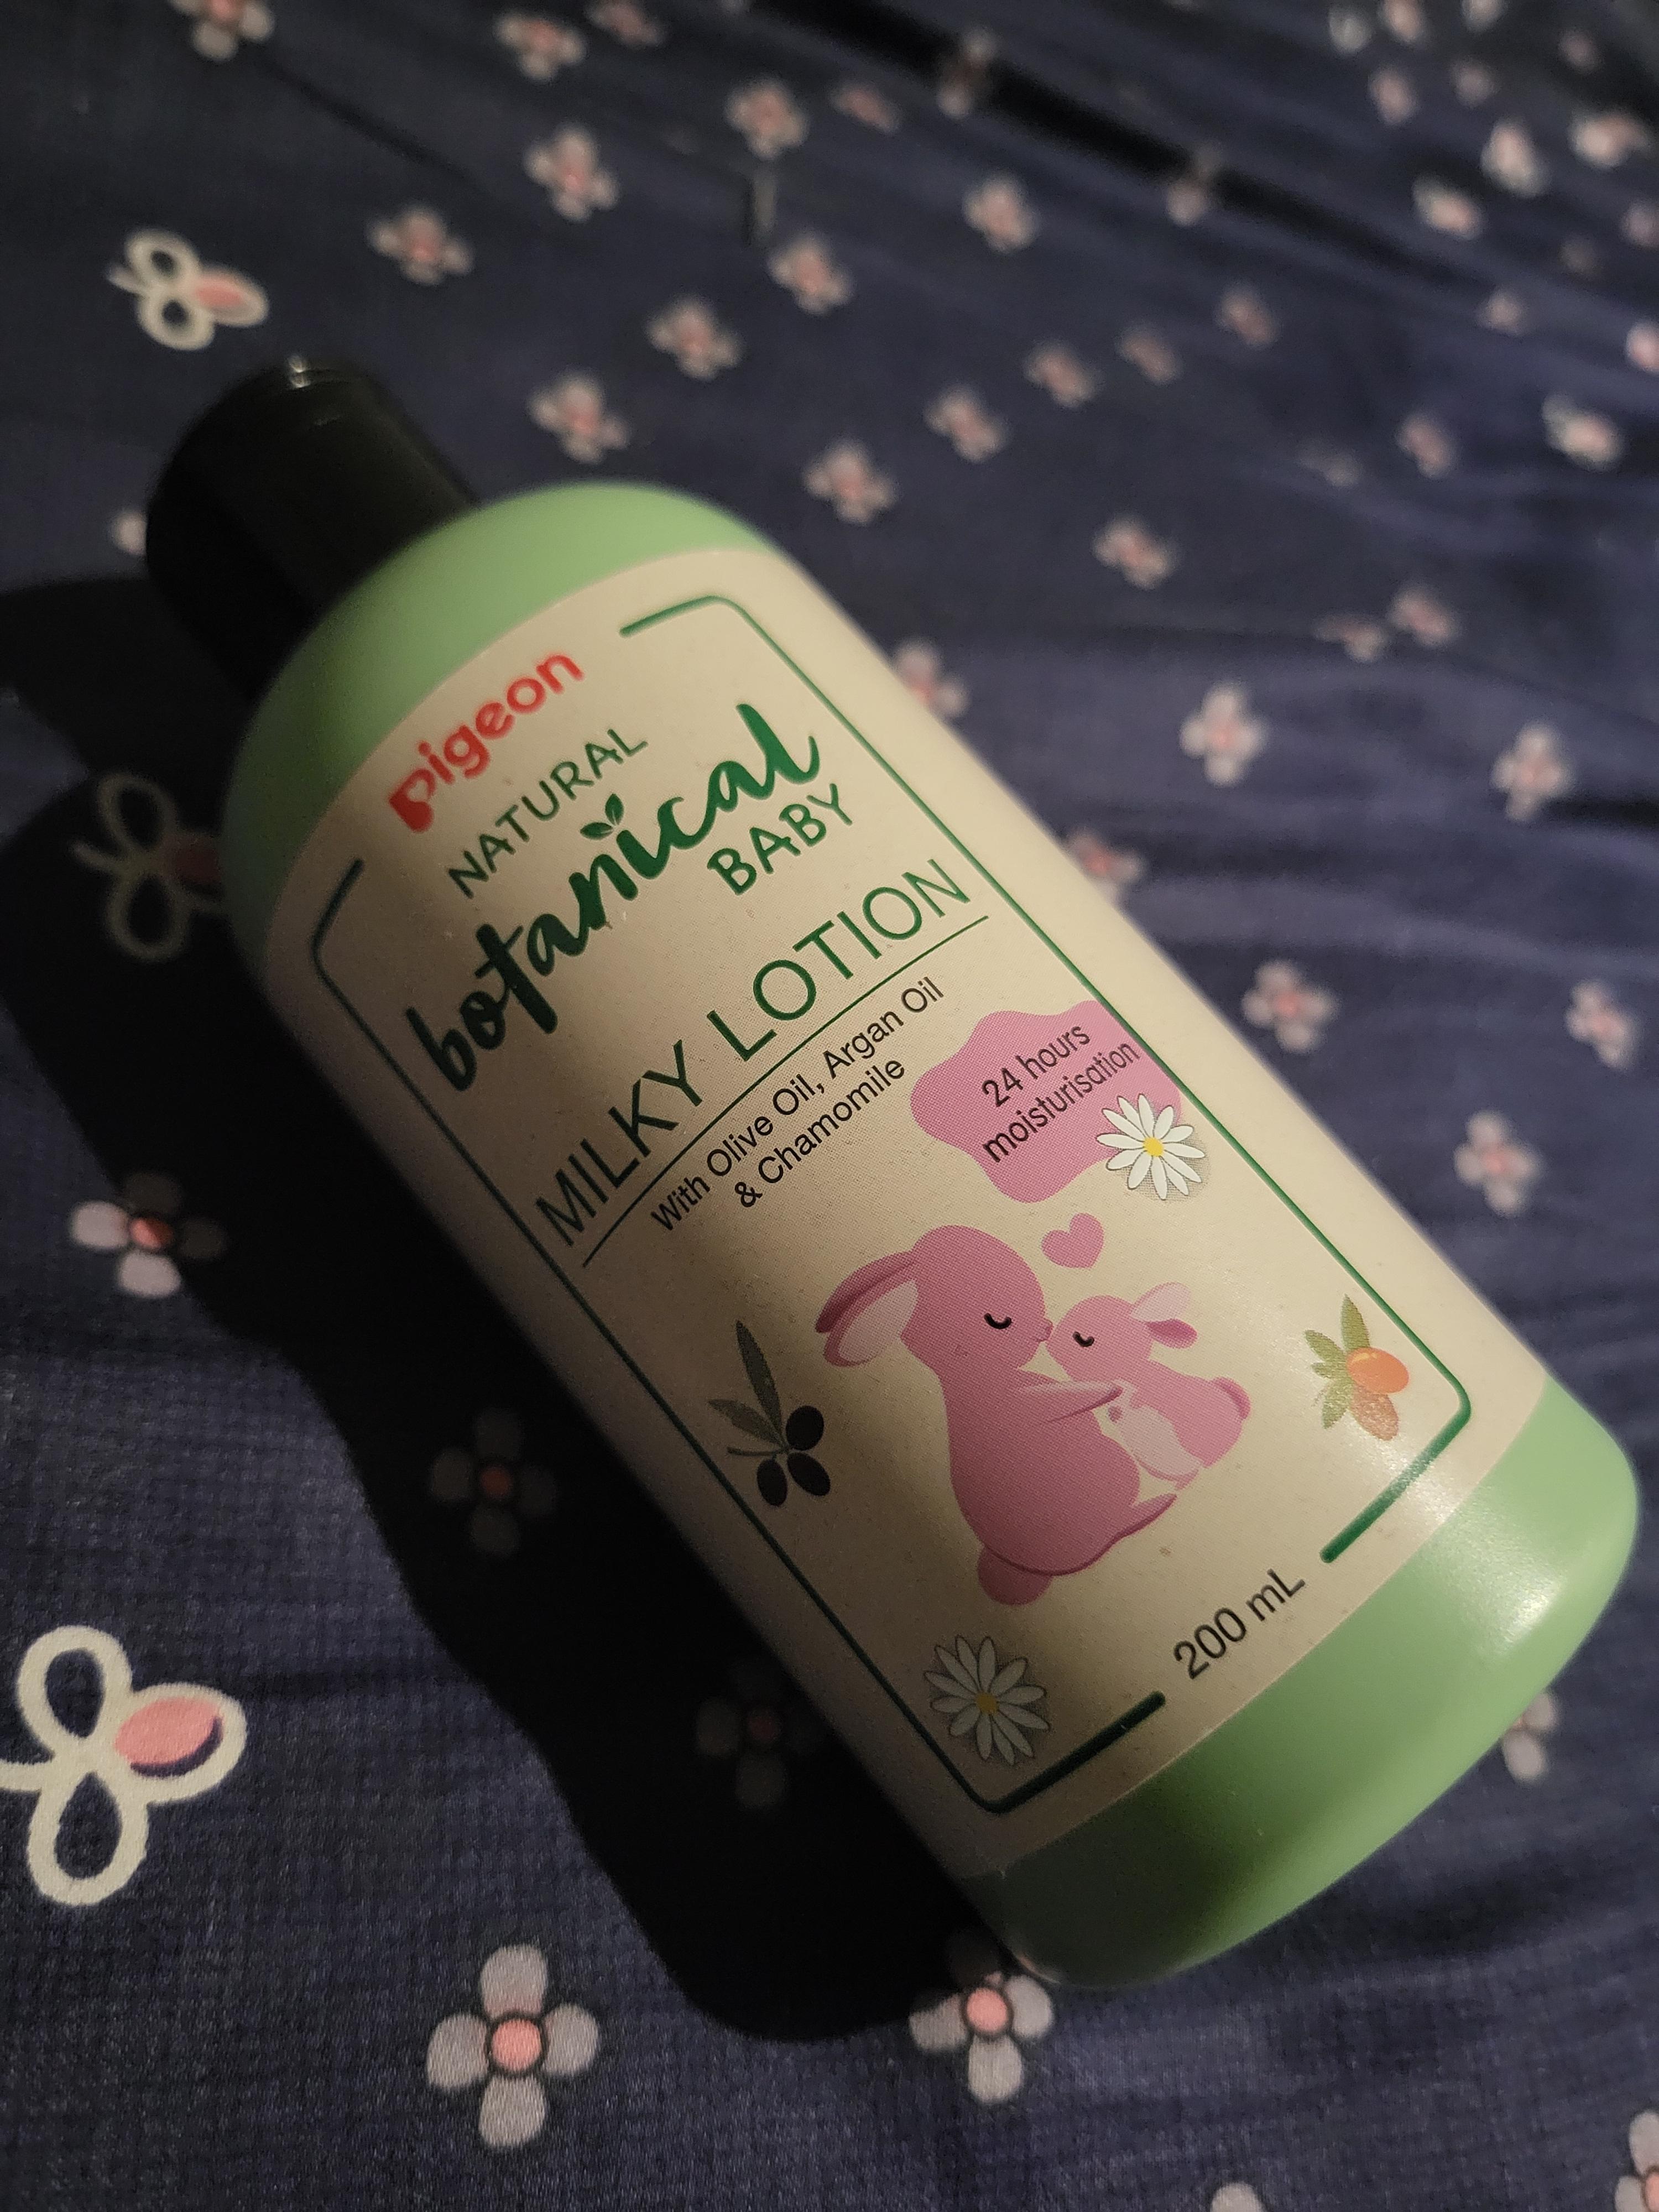 pigeon
NATURAL
botanical
BABY
MILKY LOTION
With Olive Oil, Argan Oil
& Chamomile
24 hours
moisturisation
200 mL